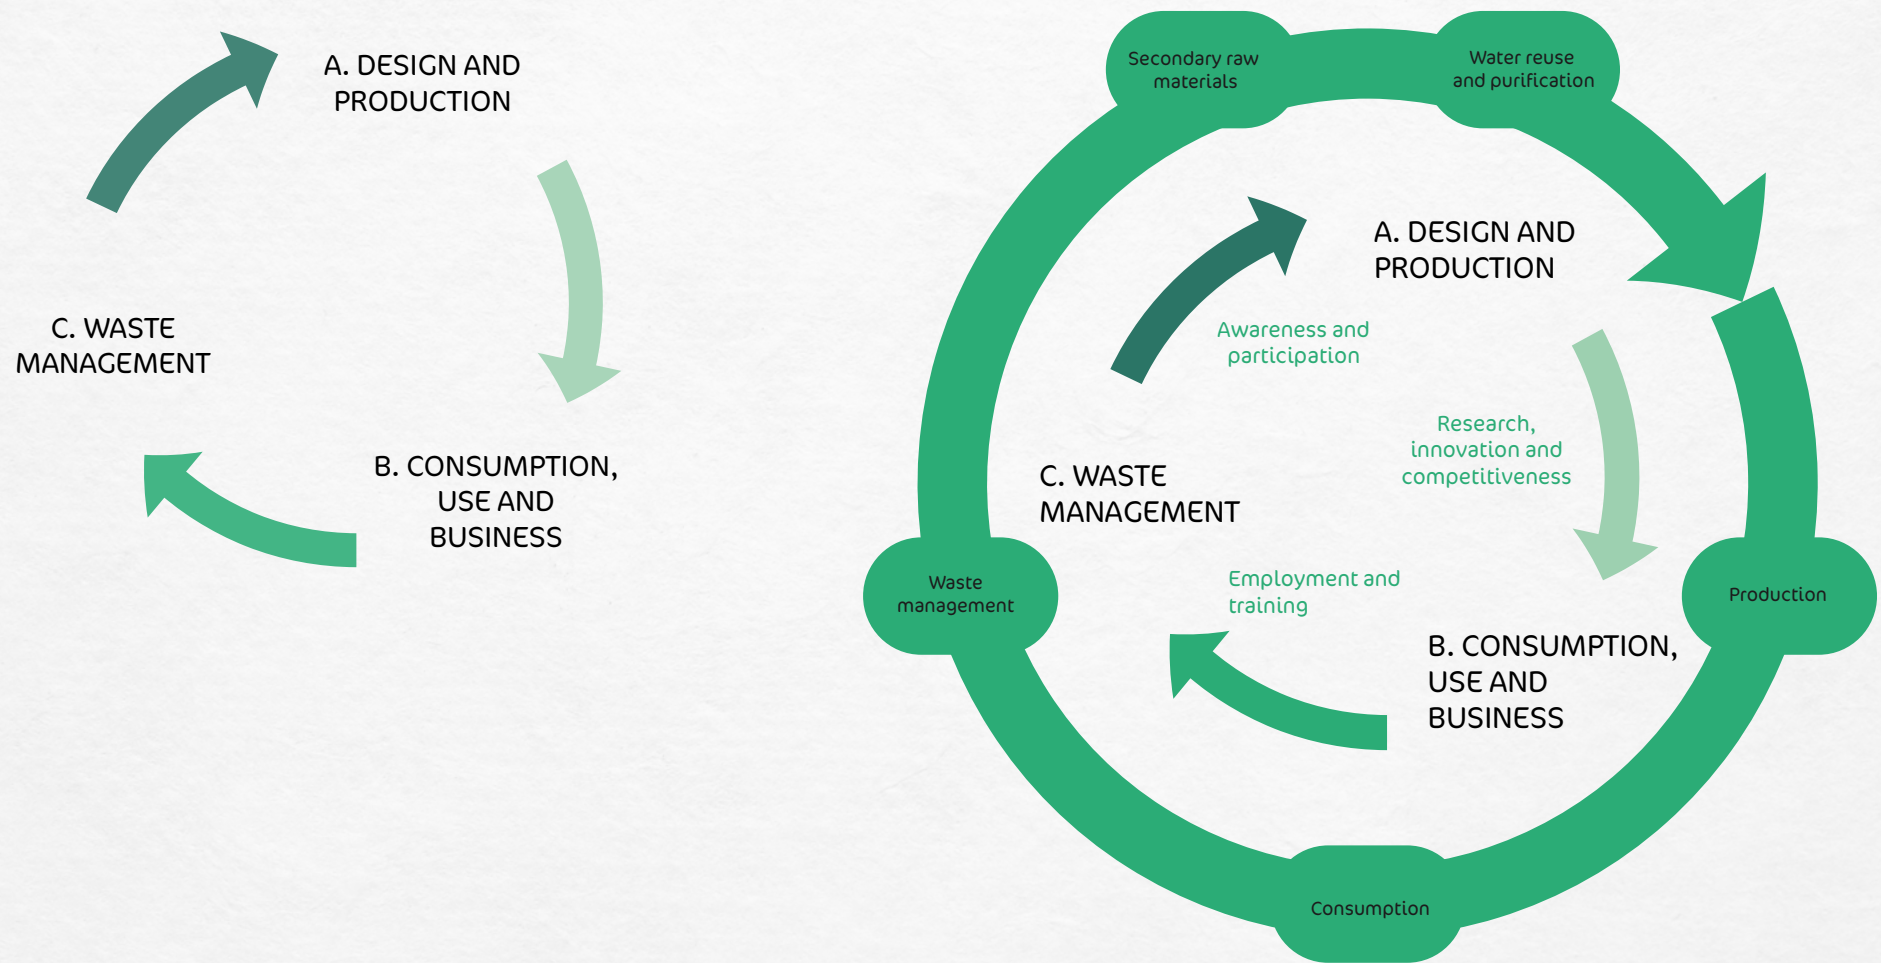 A. DESIGN AND
PRODUCTION
C. WASTE
MANAGEMENT
B. CONSUMPTION,
USE AND
BUSINESS
Secondary raw
materials
Water reuse
and purification
A. DESIGN AND
PRODUCTION
Awareness and
participation
Research,
innovation and
competitiveness
C. WASTE
MANAGEMENT
Waste
management
Employment and
training
Production
B. CONSUMPTION,
USE AND
BUSINESS
Consumption